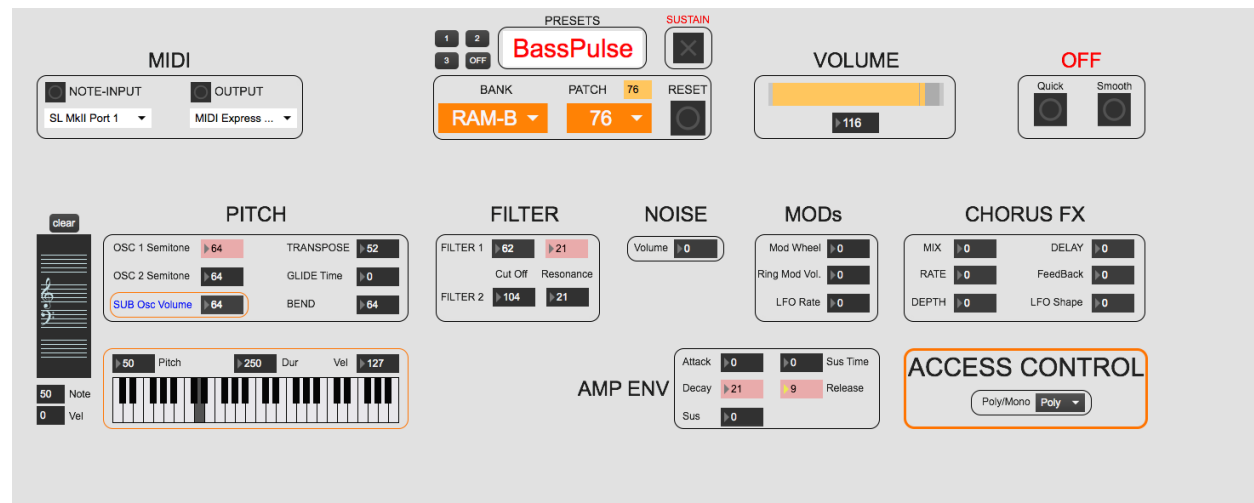 PRESETS
SUSTAIN
1 2
BassPulse
3 OFF
MIDI
VOLUME
OFF
NOTE-INPUT OUTPUT
BANK PATCH 76 RESET
Quick Smooth
SL MkII Port 1 MIDI Express ...
RAM-B 76
116
clear
PITCH
FILTER
NOISE
MODs
CHORUS FX
OSC 1 Semitone 64 TRANSPOSE 52
OSC 2 Semitone 64 GLIDE Time 0
SUB Osc Volume 64 BEND 64
FILTER 1 62 21
Cut Off Resonance
FILTER 2 104 21
Volume 0
Mod Wheel 0
Ring Mod Vol. 0
LFO Rate 0
MIX 0 DELAY 0
RATE 0 FeedBack 0
DEPTH 0 LFO Shape 0
50 Pitch 250 Dur Vel 127
50 Note
0 Vel
AMP ENV
Attack 0 0 Sus Time
Decay 21 9 Release
Sus 0
ACCESS CONTROL
Poly/Mono Poly